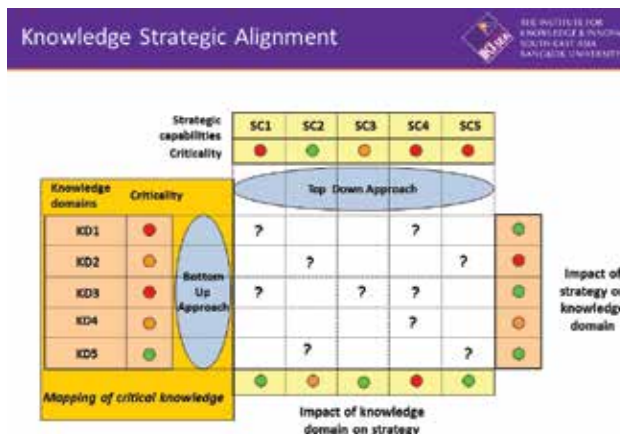 Knowledge Strategic Alignment
THE INSTITUTE FOR
KNOWLEDGE & INNOVA
SOUTH-EAST ASIA
BANGKOK UNIVERSITY
Strategic
capabilities
SC1 SC2 SC3 SC4 SC5
Criticality
Knowledge
domains
Criticality
Top Down Approach
KD1 ? ?
KD2 ? ?
KD3 ? ? ?
KD4 ?
KD5 ? ?
Bottom
Up
Approach
Impact of
strategy on
knowledge
domain
Mapping of critical knowledge
Impact of knowledge
domain on strategy